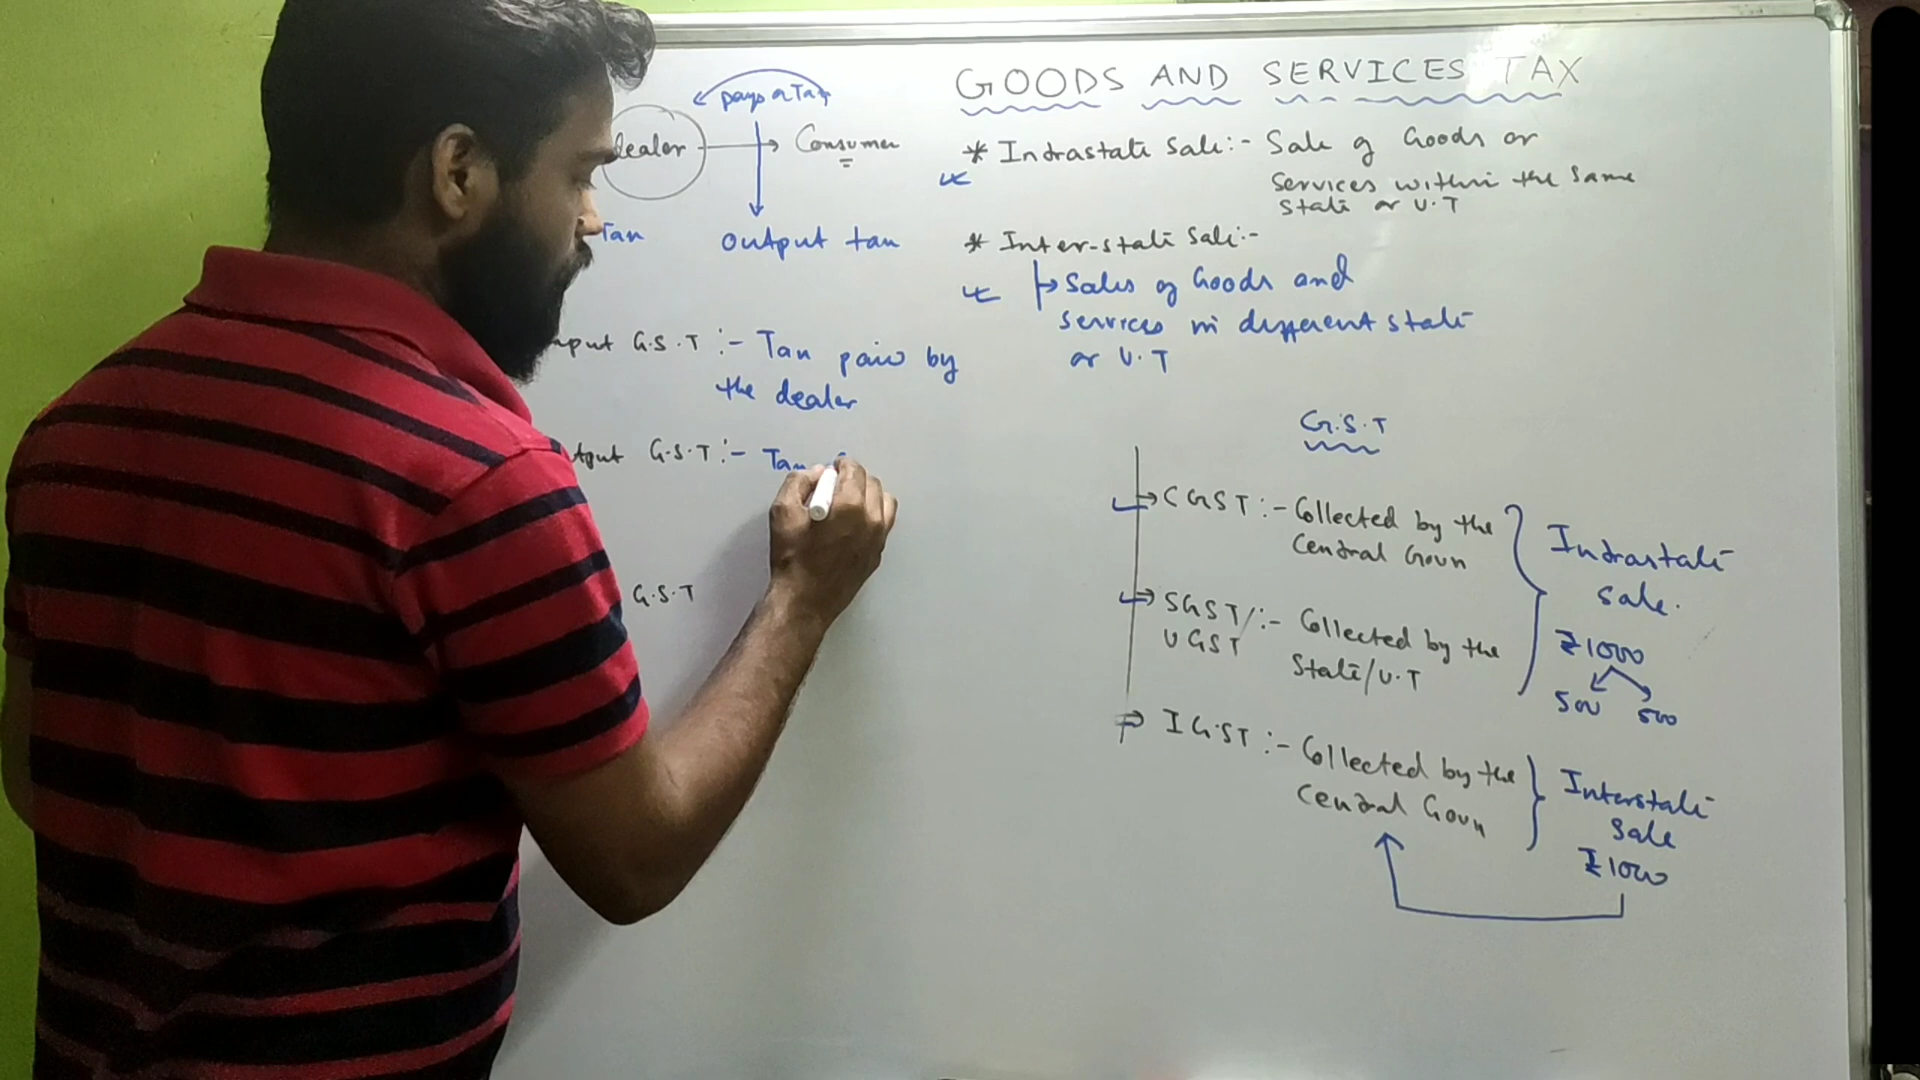 GOODS AND SERVICES TAX
pays a Tax
dealer
Consumer
Tan
Output tan
* Intrastate Sale:- Sale of Goods or
Services within the same
State or U.T
* Inter-state Sale:-
Sales of Goods and
services in different state
or U.T
put G.S.T :- Tan paid by
the dealer
tput G.S.T :- Tan
G.S.T
G.S.T
CGST :- Collected by the
Central Govn
SGST/:- Collected by the
UGST State/U.T
Intrastate
sale.
₹1000
500 500
IGST :- Collected by the
Central Govn
Interstate
Sale
₹1000